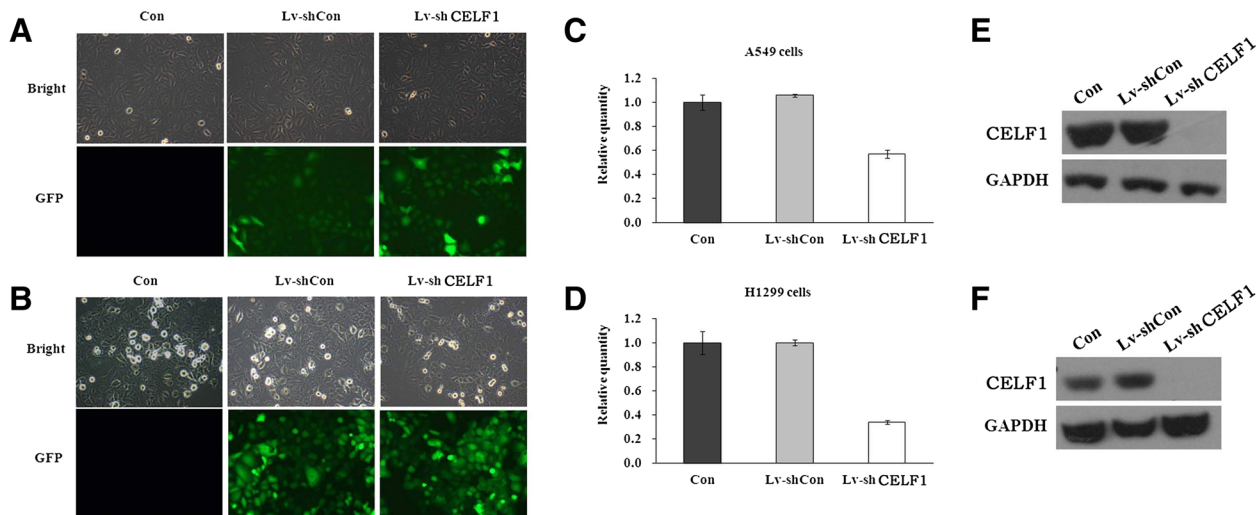 A
Con
Lv-shCon
Lv-sh CELF1
Bright
GFP
B
Con
Lv-shCon
Lv-sh CELF1
Bright
GFP
C
A549 cells
Relative quantity
1.2
1.0
0.8
0.6
0.4
0.2
0.0
Con
Lv-shCon
Lv-sh CELF1
D
H1299 cells
Relative quantity
1.2
1.0
0.8
0.6
0.4
0.2
0.0
Con
Lv-shCon
Lv-sh CELF1
E
Con
Lv-shCon
Lv-sh CELF1
CELF1
GAPDH
F
Con
Lv-shCon
Lv-sh CELF1
CELF1
GAPDH